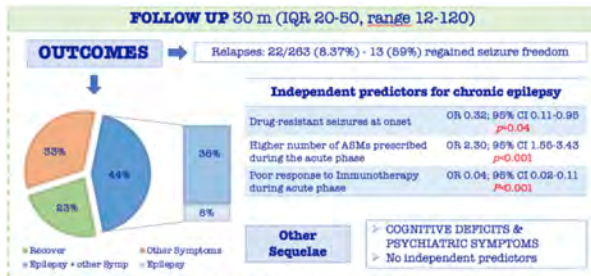 FOLLOW UP 30 m (IQR 20-50, range 12-120)
OUTCOMES
Relapses: 22/263 (8.37%) - 13 (59%) regained seizure freedom
33%
44%
23%
36%
8%
Recover
Other Symptoms
Epilepsy + other Symp
Epilepsy
Independent predictors for chronic epilepsy
Drug-resistant seizures at onset
OR 0.32; 95% CI 0.11-0.95
p=0.04
Higher number of ASMs prescribed
during the acute phase
OR 2.30; 95% CI 1.55-3.43
p<0.001
Poor response to Immunotherapy
during acute phase
OR 0.04; 95% CI 0.02-0.11
P<0.001
Other
Sequelae
➢ COGNITIVE DEFICITS &
PSYCHIATRIC SYMPTOMS
➢ No independent predictors